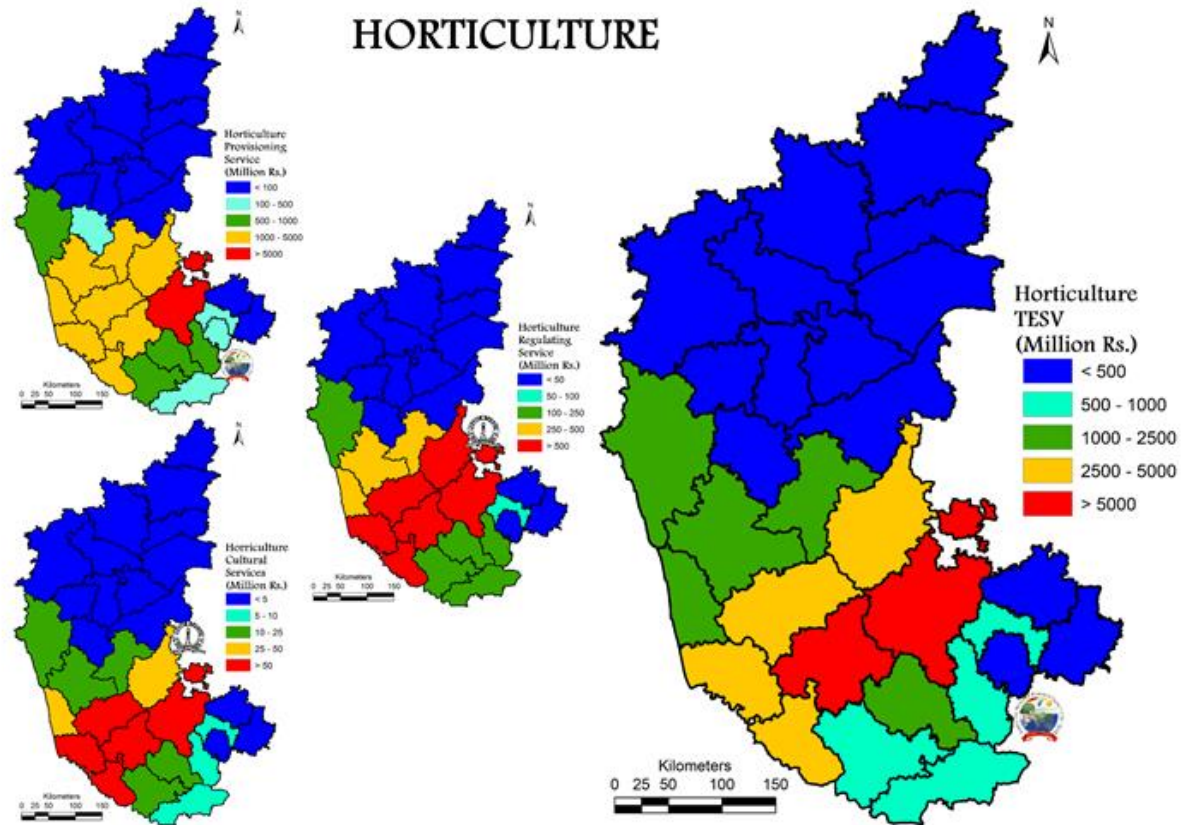 HORTICULTURE
N
Horticulture
Provisioning
Service
(Million Rs.)
< 100
100 - 500
500 - 1000
1000 - 5000
> 5000
Kilometers
0 25 50 100 150
N
Horticulture
Regulating
Service
(Million Rs.)
< 50
50 - 100
100 - 250
250 - 500
> 500
Kilometers
0 25 50 100 150
N
Horriculture
Cultural
Services
(Million Rs.)
< 5
5 - 10
10 - 25
25 - 50
> 50
Kilometers
0 25 50 100 150
N
Horticulture
TESV
(Million Rs.)
< 500
500 - 1000
1000 - 2500
2500 - 5000
> 5000
Kilometers
0 25 50 100 150